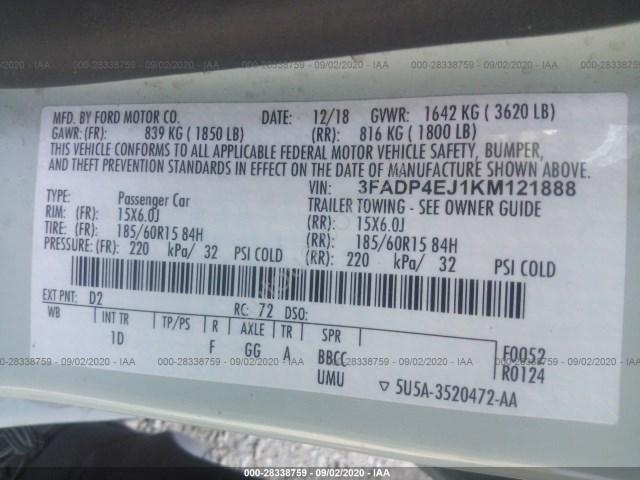 000-28338759 - 09/02/2020 - IAA
MFD. BY FORD MOTOR CO. DATE: 12/18 GVWR: 1642 KG ( 3620 LB)
GAWR: (FR): 839 KG ( 1850 LB) (RR): 816 KG ( 1800 LB)
THIS VEHICLE CONFORMS TO ALL APPLICABLE FEDERAL MOTOR VEHICLE SAFETY, BUMPER,
AND THEFT PREVENTION STANDARDS IN EFFECT ON THE DATE OF MANUFACTURE SHOWN ABOVE.
VIN: 3FADP4EJ1KM121888
TYPE: Passenger Car TRAILER TOWING - SEE OWNER GUIDE
RIM: (FR): 15X6.0J (RR): 15X6.0J
TIRE: (FR): 185/60R15 84H (RR): 185/60R15 84H
PRESSURE: (FR): 220 kPa/ 32 PSI COLD (RR): 220 kPa/ 32 PSI COLD
EXT PNT: D2 RC: 72 DSO:
WB INT TR TP/PS R AXLE TR SPR
1D F GG A BBCC F0052
UMU R0124
5U5A-3520472-AA
000-28338759 - 09/02/2020 - IAA